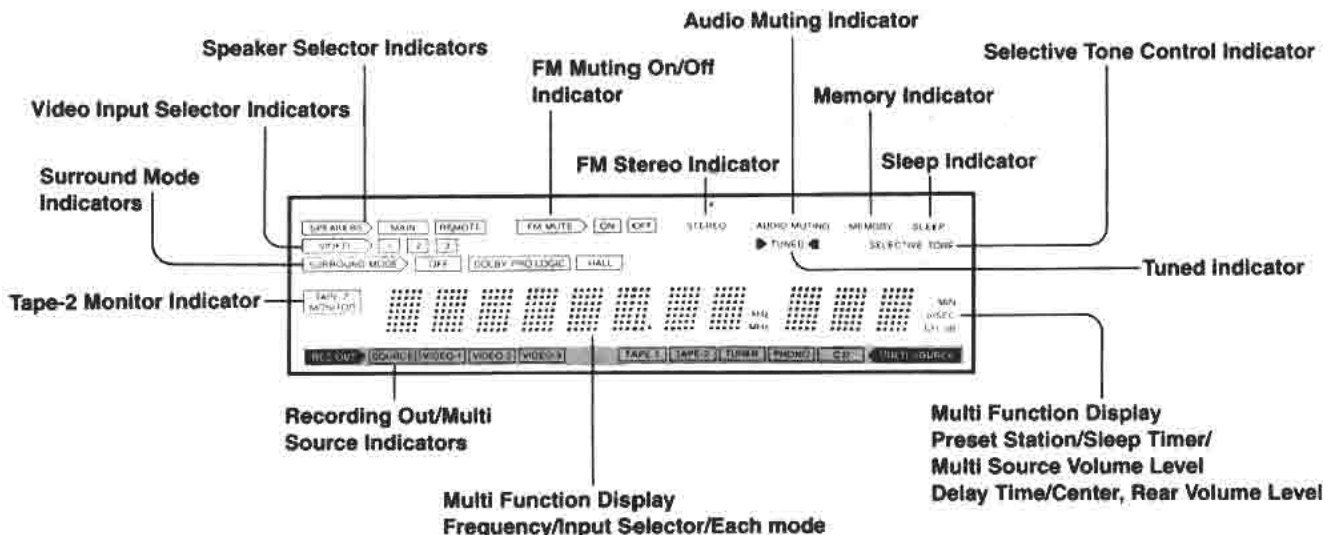 Audio Muting Indicator
Speaker Selector Indicators
Selective Tone Control Indicator
FM Muting On/Off
Indicator
Memory Indicator
Video Input Selector Indicators
FM Stereo Indicator
Sleep Indicator
Surround Mode
Indicators
SPEAKERS MAIN REMOTE FM MUTE ON OFF STEREO AUDIO MUTING MEMORY SLEEP
VIDEO 1 2 3 TUNED SELECTIVE TONE
SURROUND MODE OFF DOLBY PRO LOGIC HALL
Tuned indicator
Tape-2 Monitor Indicator
TAPE-2
MONITOR
kHz
MHz
MIN
REC OUT SOURCE VIDEO-1 VIDEO-2 VIDEO-3 TAPE-1 TAPE-2 TUNER PHONO CD MULTI SOURCE
Recording Out/Multi
Source Indicators
Multi Function Display
Preset Station/Sleep Timer/
Multi Source Volume Level
Delay Time/Center, Rear Volume Level
Multi Function Display
Frequency/Input Selector/Each mode